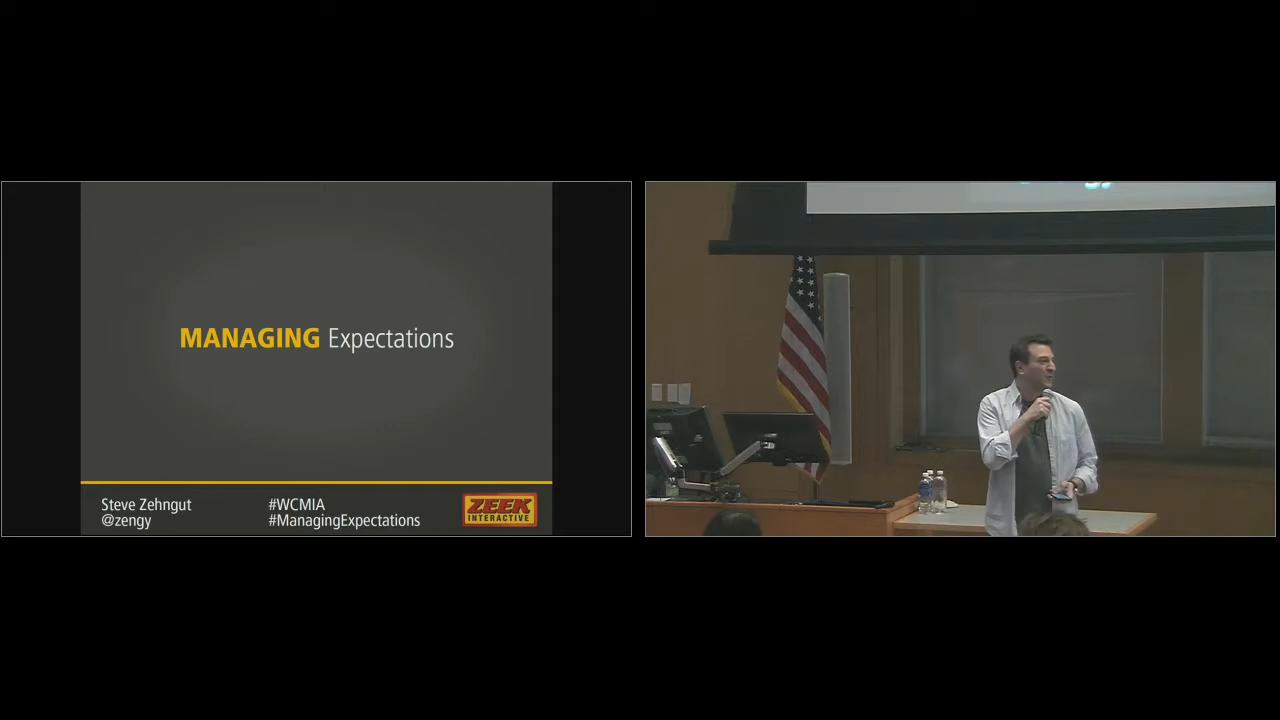 MANAGING Expectations
Steve Zehngut
@zengy
#WCMIA
#ManagingExpectations
ZEEK
INTERACTIVE